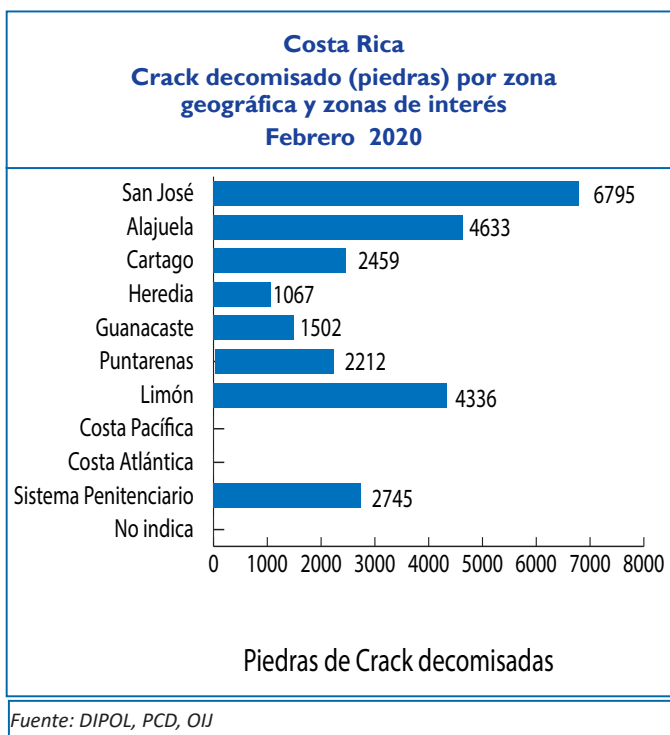 Costa Rica
Crack decomisado (piedras) por zona
geográfica y zonas de interés
Febrero 2020
San José 6795
Alajuela 4633
Cartago 2459
Heredia 1067
Guanacaste 1502
Puntarenas 2212
Limón 4336
Costa Pacífica
Costa Atlántica
Sistema Penitenciario 2745
No indica
0 1000 2000 3000 4000 5000 6000 7000 8000
Piedras de Crack decomisadas
Fuente: DIPOL, PCD, OIJ